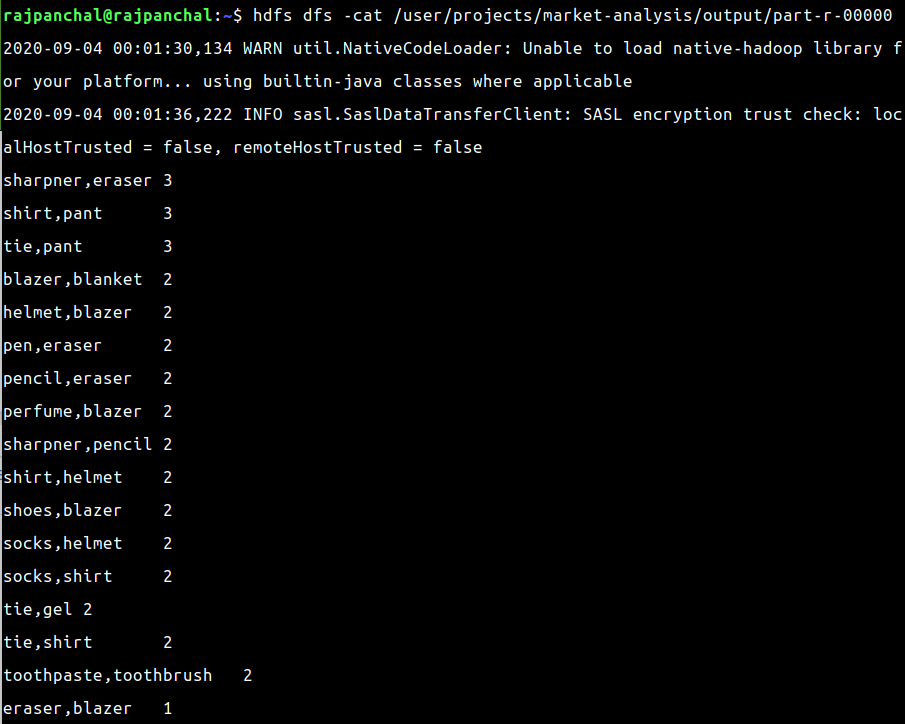 rajpanchal@rajpanchal:~$ hdfs dfs -cat /user/projects/market-analysis/output/part-r-00000
2020-09-04 00:01:30,134 WARN util.NativeCodeLoader: Unable to load native-hadoop library f
or your platform... using builtin-java classes where applicable
2020-09-04 00:01:36,222 INFO sasl.SaslDataTransferClient: SASL encryption trust check: loc
alHostTrusted = false, remoteHostTrusted = false
sharpner,eraser 3
shirt,pant      3
tie,pant        3
blazer,blanket  2
helmet,blazer   2
pen,eraser      2
pencil,eraser   2
perfume,blazer  2
sharpner,pencil 2
shirt,helmet    2
shoes,blazer    2
socks,helmet    2
socks,shirt     2
tie,gel 2
tie,shirt       2
toothpaste,toothbrush   2
eraser,blazer   1